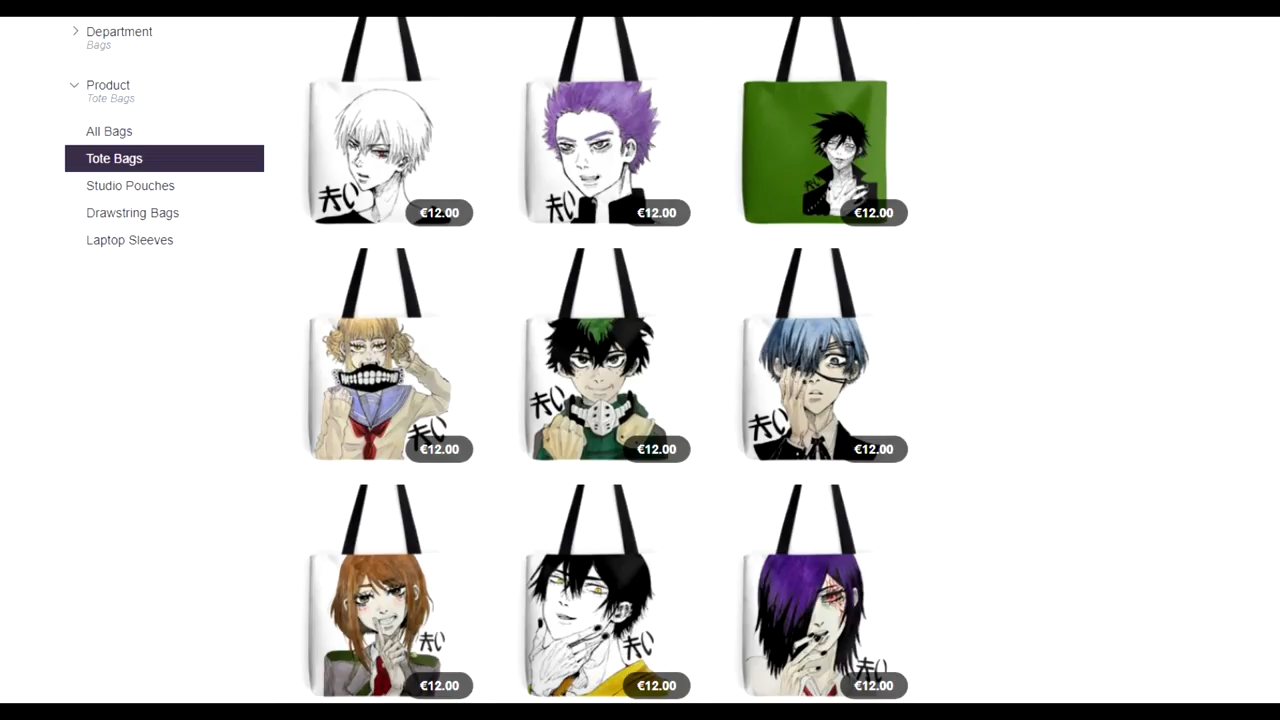 Department
Bags
Product
Tote Bags
All Bags
Tote Bags
Studio Pouches
Drawstring Bags
Laptop Sleeves
€12.00
€12.00
€12.00
€12.00
€12.00
€12.00
€12.00
€12.00
€12.00